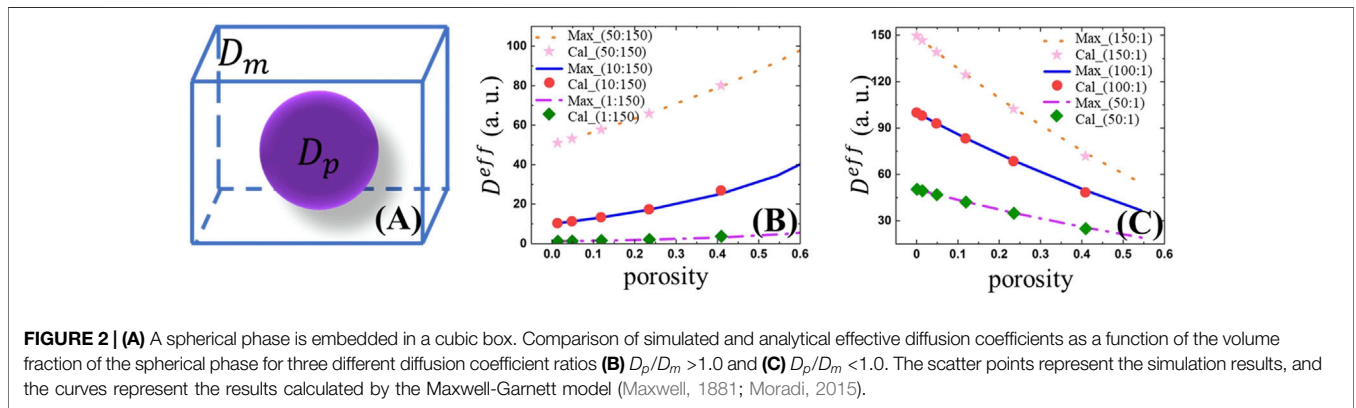 D_m
D_p
(A)
(B)
100
80
60
40
20
0
D^eff (a. u.)
Max_(50:150)
Cal_(50:150)
Max_(10:150)
Cal_(10:150)
Max_(1:150)
Cal_(1:150)
(B)
0.0 0.1 0.2 0.3 0.4 0.5 0.6
porosity
(C)
150
120
90
60
30
D^eff (a. u.)
Max_(150:1)
Cal_(150:1)
Max_(100:1)
Cal_(100:1)
Max_(50:1)
Cal_(50:1)
(C)
0 0.1 0.2 0.3 0.4 0.5 0.6
porosity
FIGURE 2 | (A) A spherical phase is embedded in a cubic box. Comparison of simulated and analytical effective diffusion coefficients as a function of the volume
fraction of the spherical phase for three different diffusion coefficient ratios (B) D_p/D_m >1.0 and (C) D_p/D_m <1.0. The scatter points represent the simulation results, and
the curves represent the results calculated by the Maxwell-Garnett model (Maxwell, 1881; Moradi, 2015).